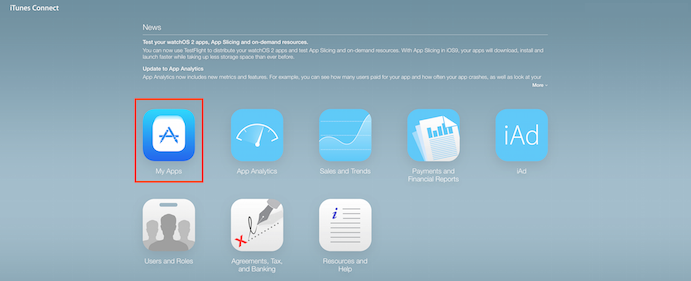 iTunes Connect
News
Test your watchOS 2 apps, App Slicing and on-demand resources.
You can now use TestFlight to distribute your watchOS 2 apps and test App Slicing and on-demand resources. With App Slicing in iOS9, your apps will download, install and
launch faster while taking up less storage space than ever before.
Update to App Analytics
App Analytics now includes new metrics and features. For example, you can see how many users paid for your app and how often your app crashes, as well as look at your
More
My Apps
App Analytics
Sales and Trends
Payments and
Financial Reports
iAd
iAd
Users and Roles
Agreements, Tax,
and Banking
i
Resources and
Help